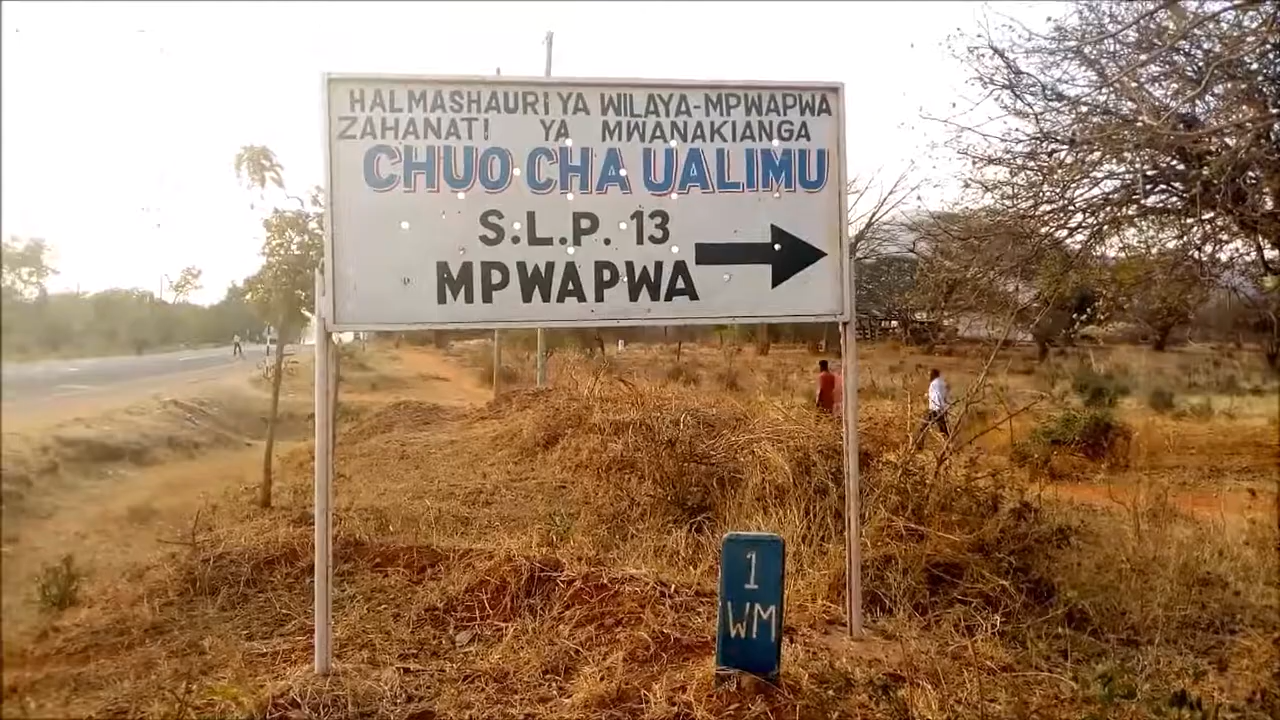 HALMASHAURI YA WILAYA-MPWAPWA
ZAHANATI YA MWANAKIANGA
CHUO CHA UALIMU
S.L.P. 13
MPWAPWA
1
WM